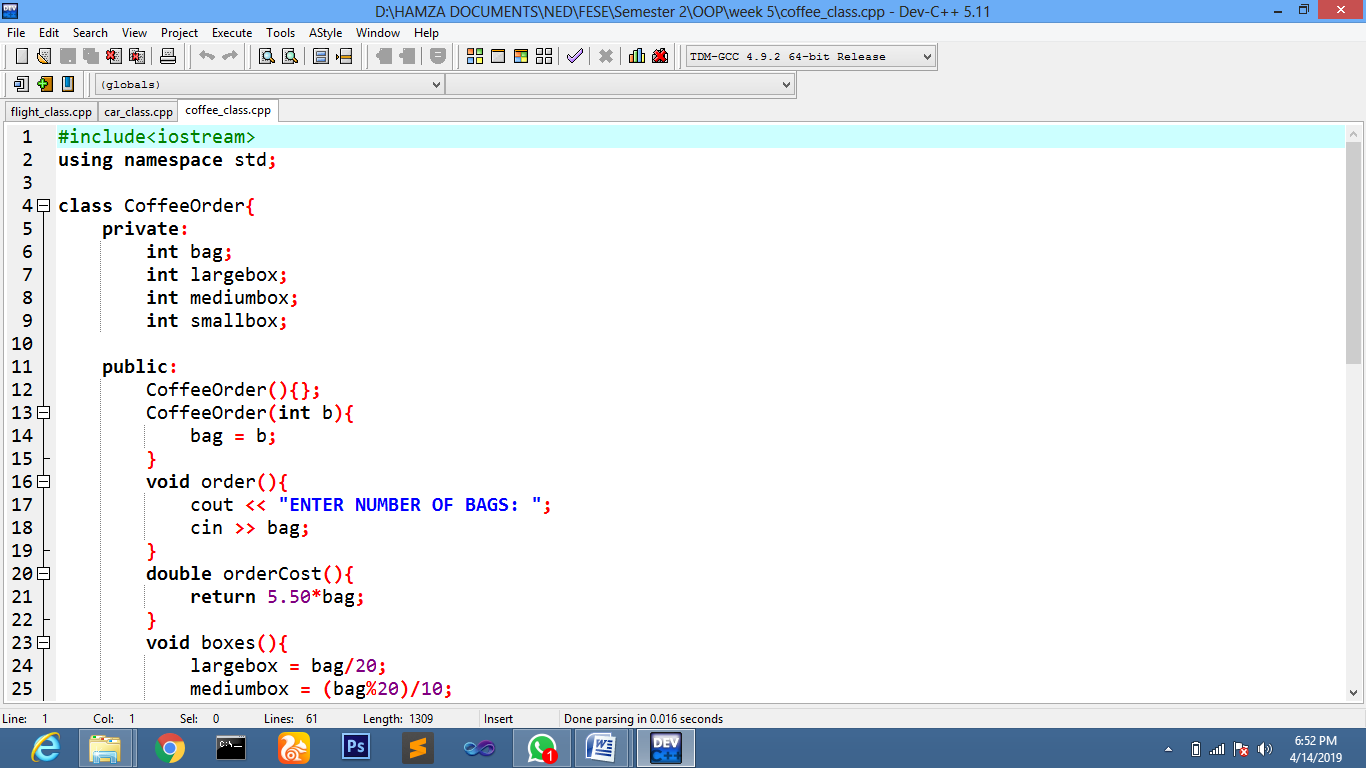 D:\HAMZA DOCUMENTS\NED\FESE\Semester 2\OOP\week 5\coffee_class.cpp - Dev-C++ 5.11
File Edit Search View Project Execute Tools AStyle Window Help
TDM-GCC 4.9.2 64-bit Release
(globals)
flight_class.cpp car_class.cpp coffee_class.cpp
1 #include<iostream>
2 using namespace std;
3
4 class CoffeeOrder{
5 private:
6 int bag;
7 int largebox;
8 int mediumbox;
9 int smallbox;
10
11 public:
12 CoffeeOrder(){};
13 CoffeeOrder(int b){
14 bag = b;
15 }
16 void order(){
17 cout << "ENTER NUMBER OF BAGS: ";
18 cin >> bag;
19 }
20 double orderCost(){
21 return 5.50*bag;
22 }
23 void boxes(){
24 largebox = bag/20;
25 mediumbox = (bag%20)/10;
Line: 1 Col: 1 Sel: 0 Lines: 61 Length: 1309 Insert Done parsing in 0.016 seconds
C:\_
Ps
1
DEV C++
6:52 PM
4/14/2019